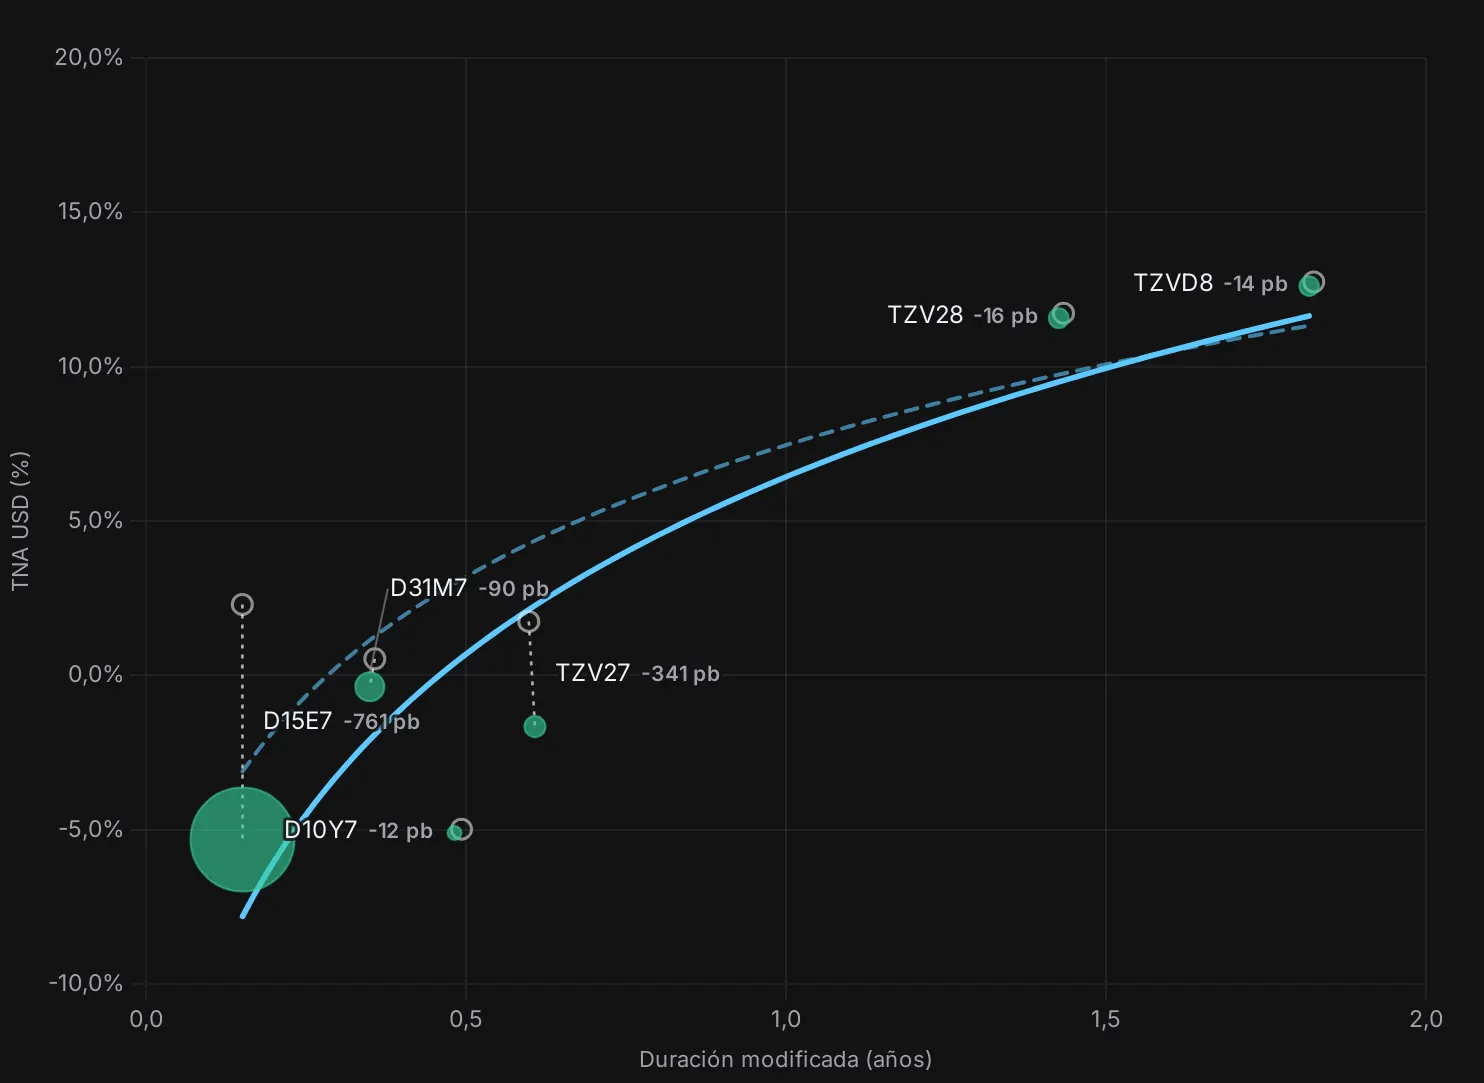 20,0%
15,0%
10,0%
5,0%
0,0%
-5,0%
-10,0%
TNA USD (%)
TZVD8 -14 pb
TZV28 -16 pb
D31M7 -90 pb
TZV27 -341 pb
D15E7 -761 pb
D10Y7 -12 pb
0,0 0,5 1,0 1,5 2,0
Duración modificada (años)